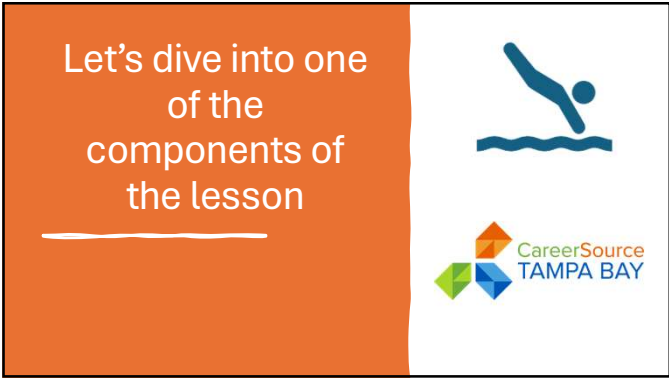 Let’s dive into one
of the
components of
the lesson
CareerSource
TAMPA BAY